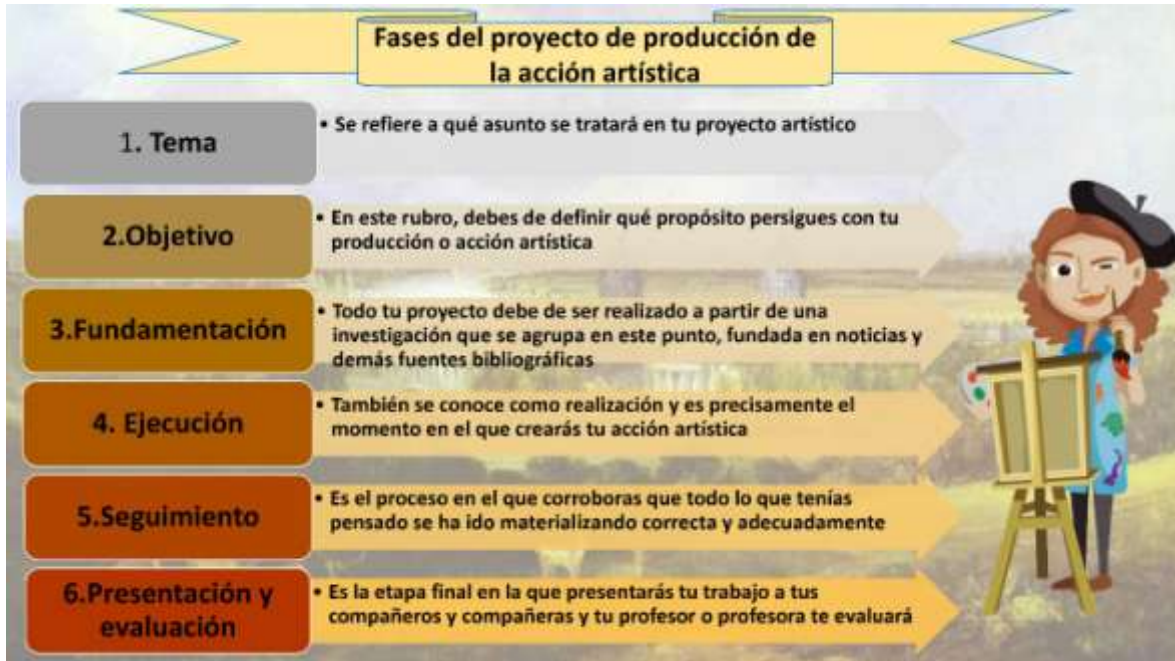 Fases del proyecto de producción de
la acción artística
1. Tema
• Se refiere a qué asunto se tratará en tu proyecto artístico
2.Objetivo
• En este rubro, debes de definir qué propósito persigues con tu
producción o acción artística
3.Fundamentación
• Todo tu proyecto debe de ser realizado a partir de una
investigación que se agrupa en este punto, fundada en noticias y
demás fuentes bibliográficas
4. Ejecución
• También se conoce como realización y es precisamente el
momento en el que crearás tu acción artística
5.Seguimiento
• Es el proceso en el que corroboras que todo lo que tenías
pensado se ha ido materializando correcta y adecuadamente
6.Presentación y
evaluación
• Es la etapa final en la que presentarás tu trabajo a tus
compañeros y compañeras y tu profesor o profesora te evaluará